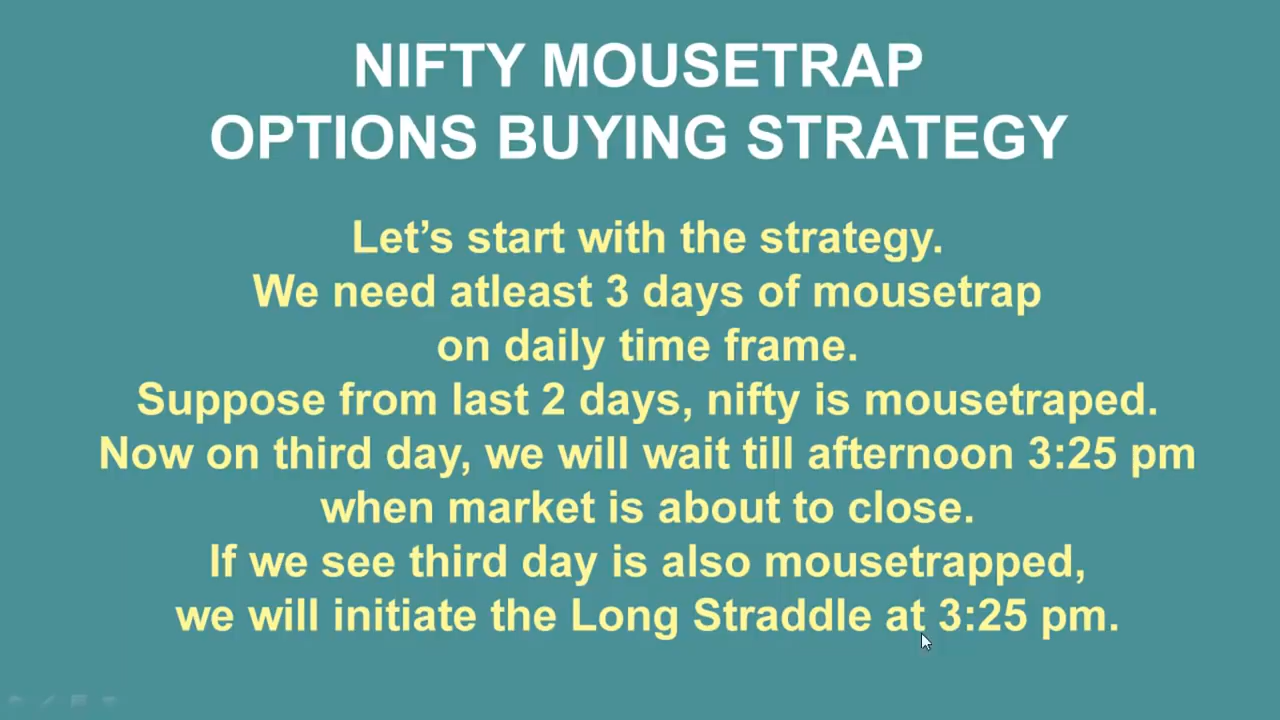 NIFTY MOUSETRAP
OPTIONS BUYING STRATEGY
Let’s start with the strategy.
We need atleast 3 days of mousetrap
on daily time frame.
Suppose from last 2 days, nifty is mousetraped.
Now on third day, we will wait till afternoon 3:25 pm
when market is about to close.
If we see third day is also mousetrapped,
we will initiate the Long Straddle at 3:25 pm.